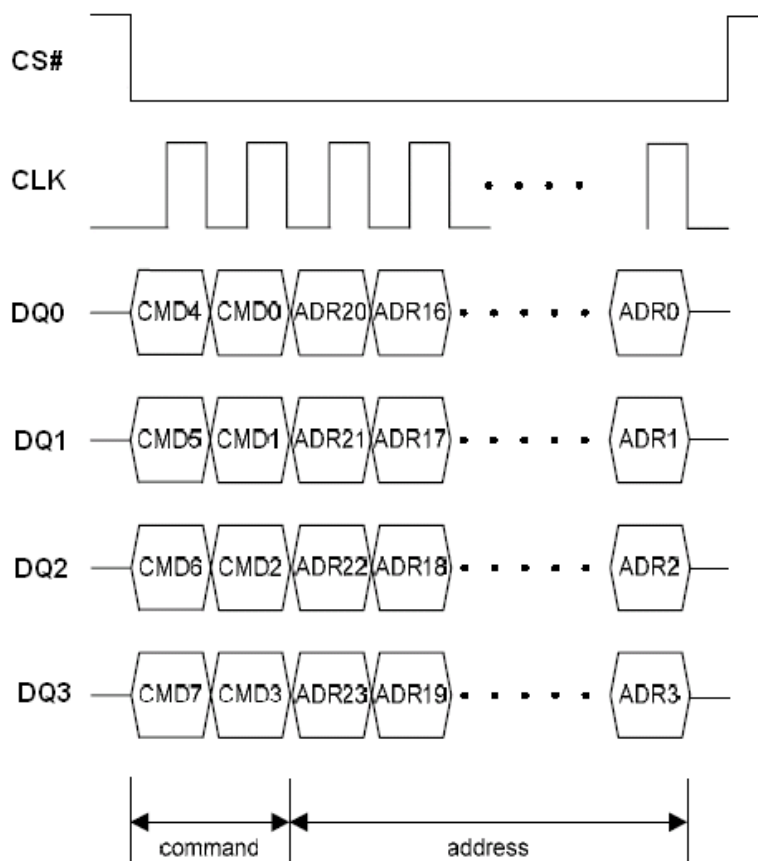 CS#
CLK
DQ0 CMD4 CMD0 ADR20 ADR16 ADR0
DQ1 CMD5 CMD1 ADR21 ADR17 ADR1
DQ2 CMD6 CMD2 ADR22 ADR18 ADR2
DQ3 CMD7 CMD3 ADR23 ADR19 ADR3
command address